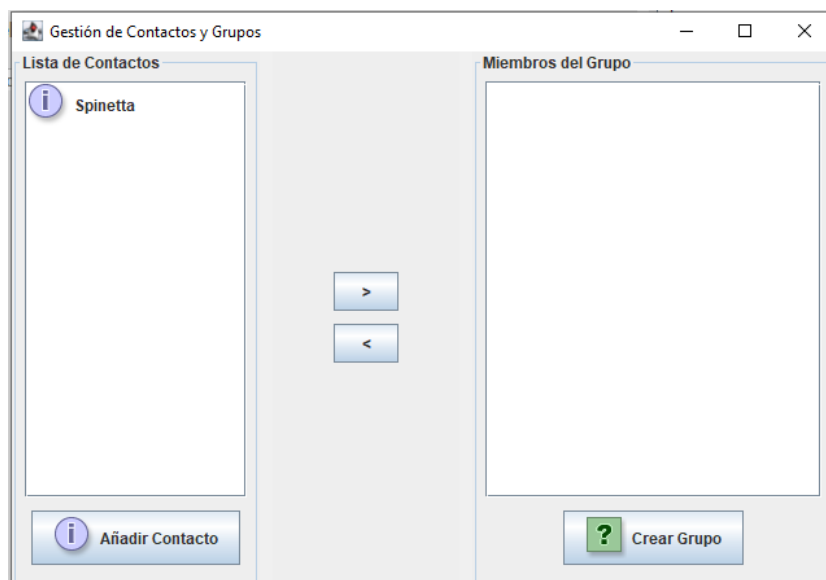 Gestión de Contactos y Grupos
Lista de Contactos
Miembros del Grupo
i Spinetta
>
<
i Añadir Contacto
? Crear Grupo